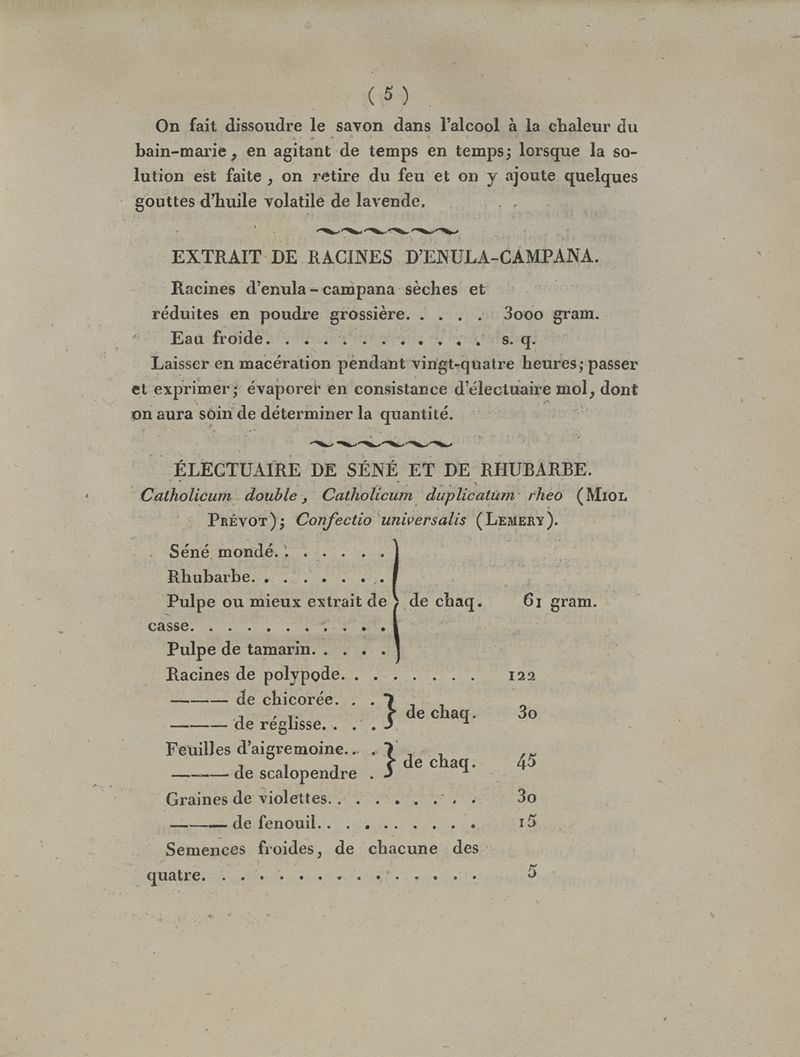 ( 5 )
On fait dissoudre le savon dans l'alcool à la chaleur du
bain-marie, en agitant de temps en temps; lorsque la so-
lution est faite, on retire du feu et on y ajoute quelques
gouttes d'huile volatile de lavende.
EXTRAIT DE RACINES D'ENULA-CAMPANA.
Racines d'enula-campana sèches et
réduites en poudre grossière. . . . . 3000 gram.
Eau froide. . . . . . . . . . . . s. q.
Laisser en macération pendant vingt-quatre heures; passer
et exprimer; évaporer en consistance d'électuaire mol, dont
on aura soin de déterminer la quantité.
ÉLECTUAIRE DE SÉNÉ ET DE RHUBARBE.
Catholicum double, Catholicum duplicatum rheo (MIOL
PRÉVOT); Confectio universalis (LEMERY).
Séné mondé. . . . . . .
Rhubarbe. . . . . . . .
Pulpe ou mieux extrait de } de chaq. 61 gram.
casse. . . . . . . . . . .
Pulpe de tamarin. . . . .
Racines de polypode. . . . . . . . 122
——— de chicorée. . . } de chaq. 30
——— de réglisse. . . .
Feuilles d'aigremoine. . . } de chaq. 45
——— de scalopendre .
Graines de violettes. . . . . . . . . 30
——— de fenouil. . . . . . . . . . 15
Semences froides, de chacune des
quatre. . . . . . . . . . . . . . . 5